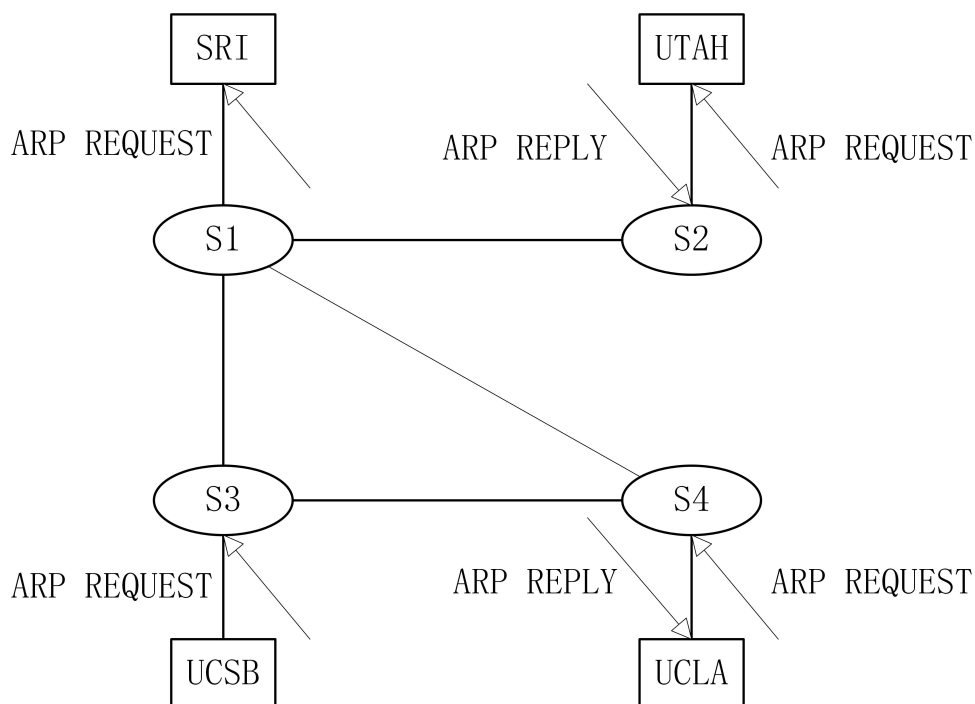 SRI
UTAH
ARP REQUEST
ARP REPLY
ARP REQUEST
S1
S2
S3
S4
ARP REQUEST
ARP REPLY
ARP REQUEST
UCSB
UCLA